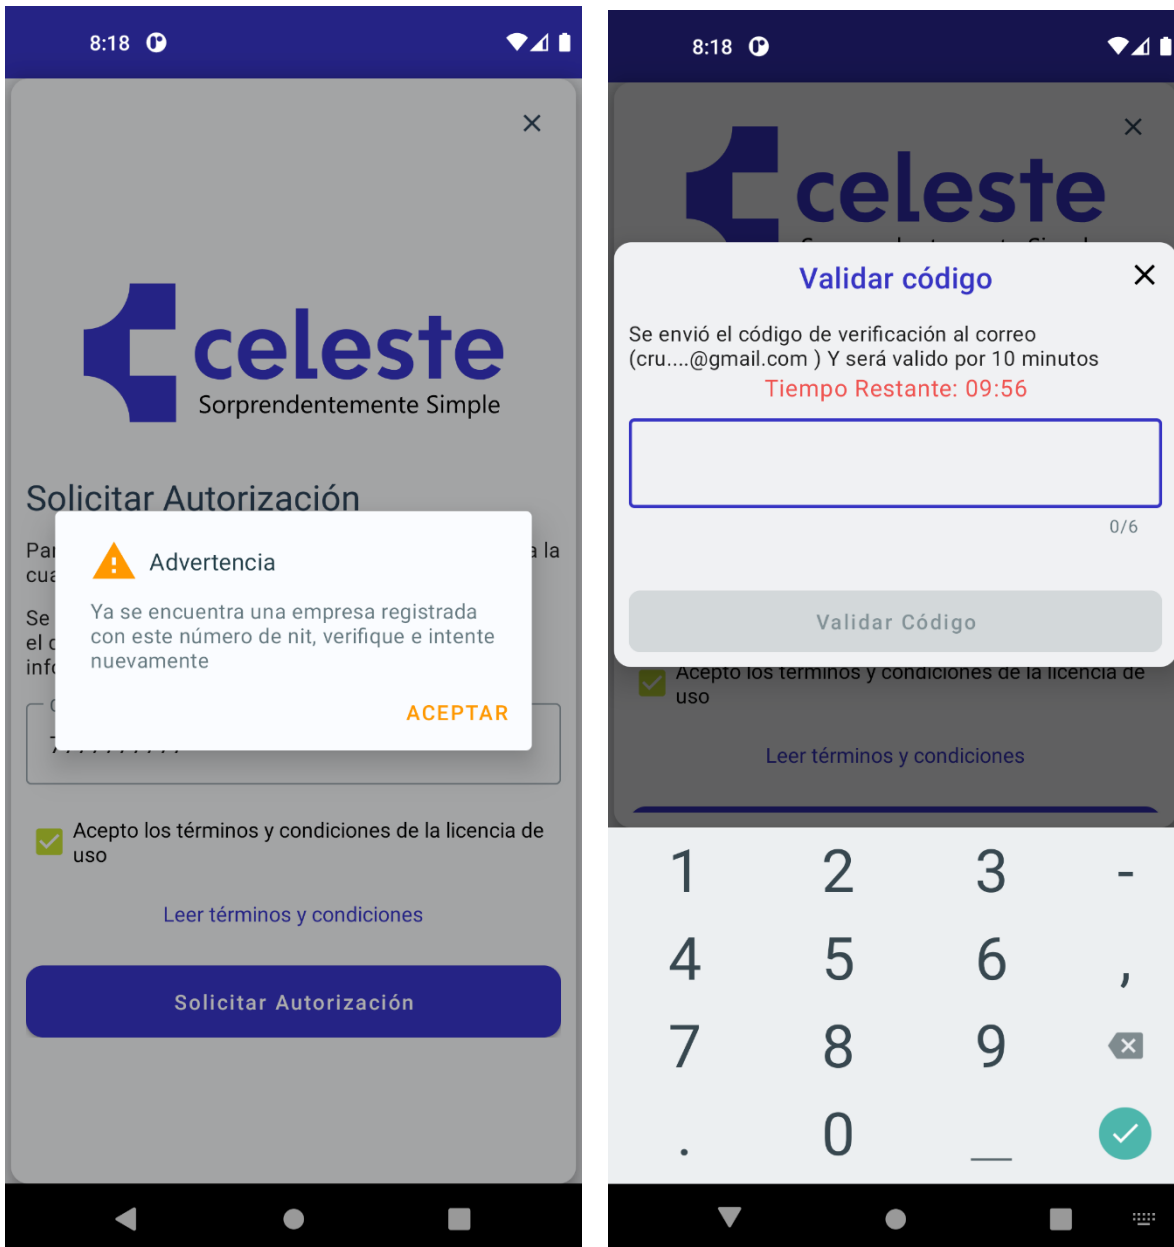 8:18
celeste
Sorprendentemente Simple
Solicitar Autorización
a la
Se
Advertencia
Ya se encuentra una empresa registrada
con este número de nit, verifique e intente
nuevamente
ACEPTAR
Acepto los términos y condiciones de la licencia de
uso
Leer términos y condiciones
Solicitar Autorización
8:18
celeste
Validar código
Se envió el código de verificación al correo
(cru....@gmail.com ) Y será valido por 10 minutos
Tiempo Restante: 09:56
0/6
Validar Código
Acepto los términos y condiciones de la licencia de
uso
Leer términos y condiciones
1 2 3 -
4 5 6 ,
7 8 9
. 0 _